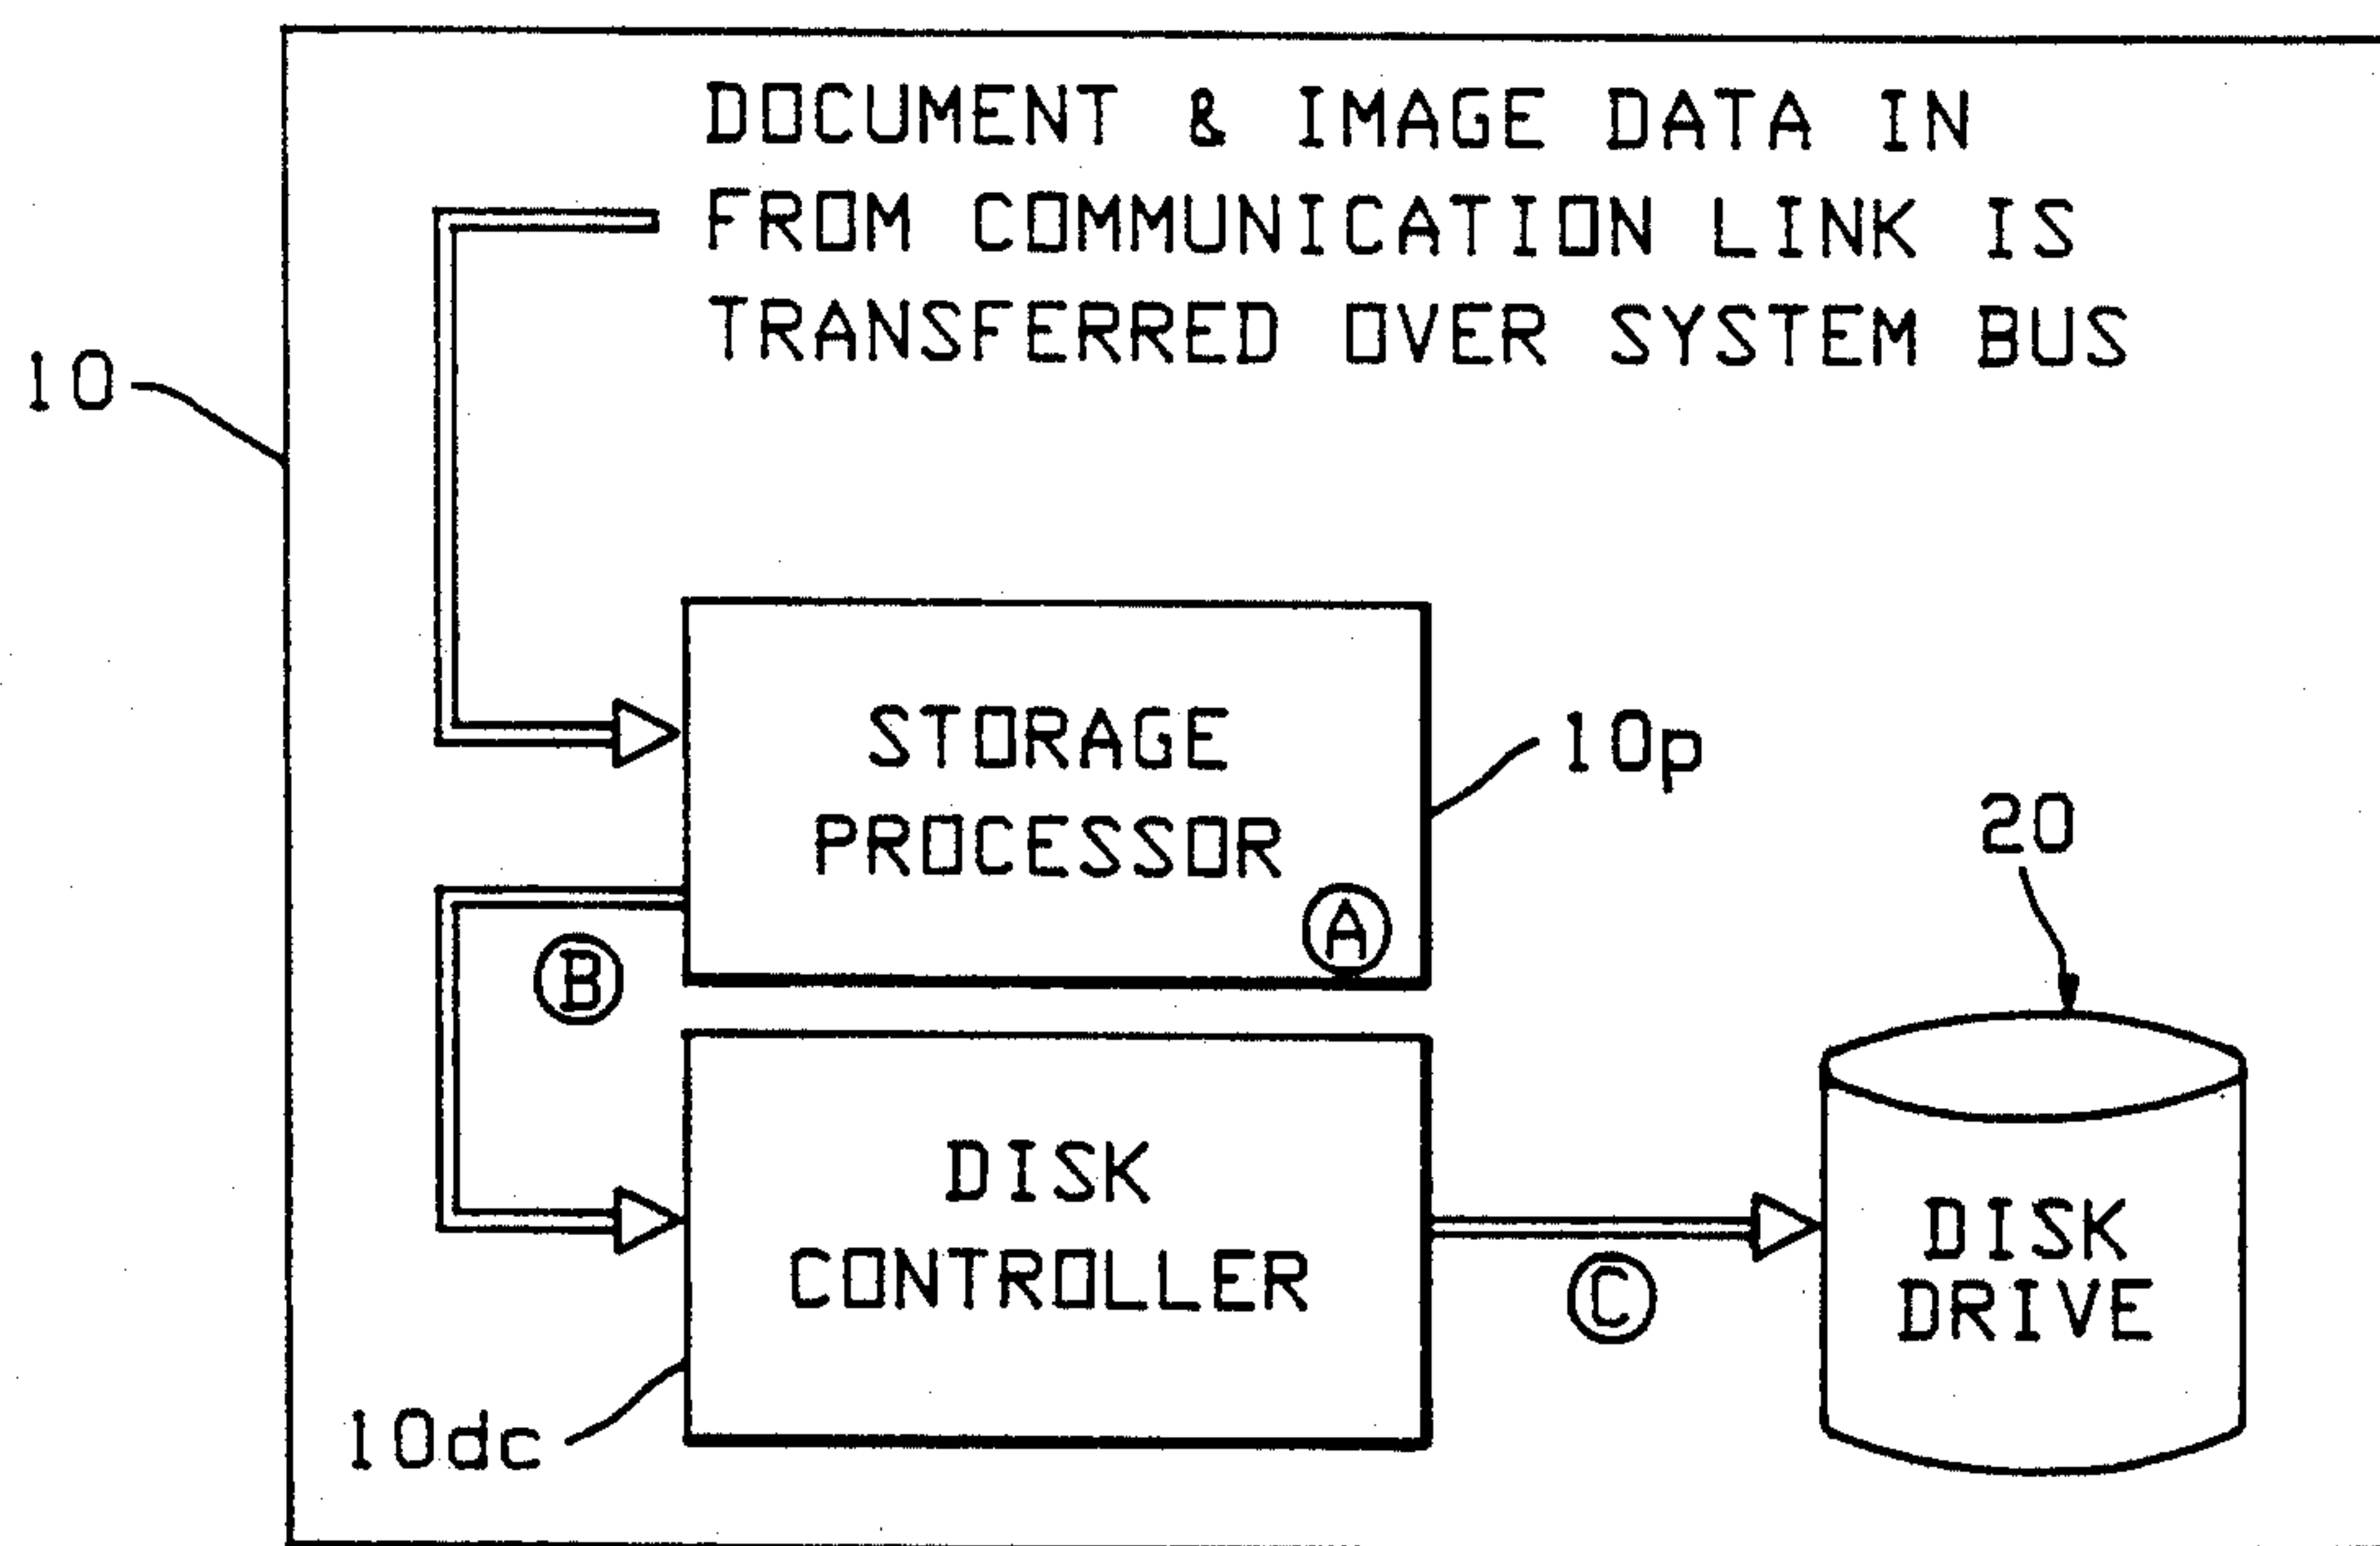 DOCUMENT & IMAGE DATA IN
FROM COMMUNICATION LINK IS
TRANSFERRED OVER SYSTEM BUS
10
STORAGE
PROCESSOR
10p
A
B
20
DISK
CONTROLLER
C
DISK
DRIVE
10dc